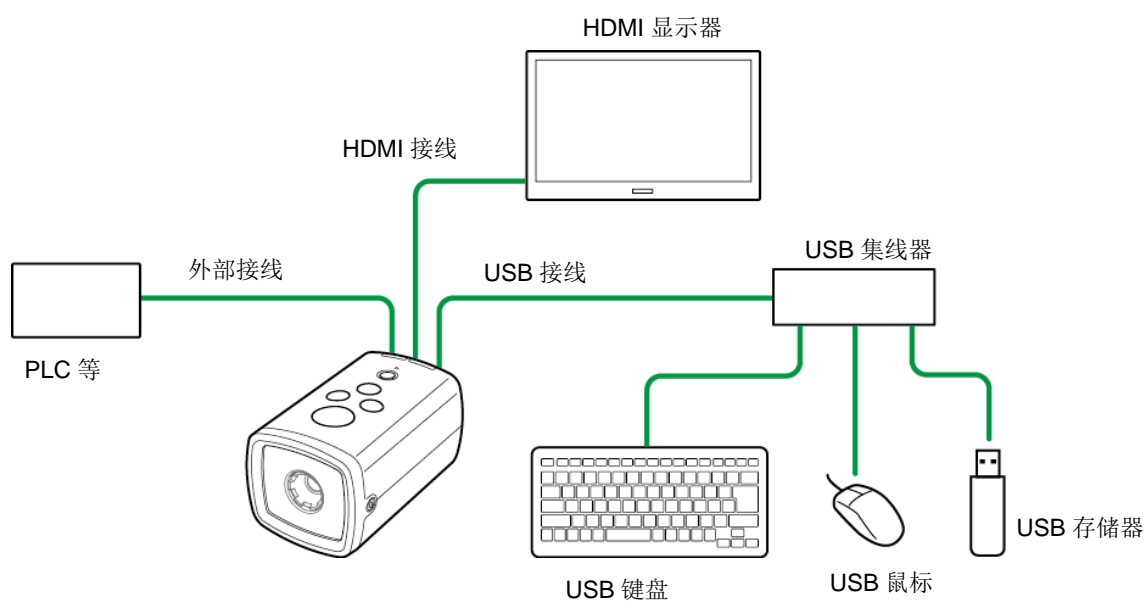 HDMI 显示器
HDMI 接线
外部接线
USB 接线
USB 集线器
PLC 等
USB 存储器
USB 键盘
USB 鼠标